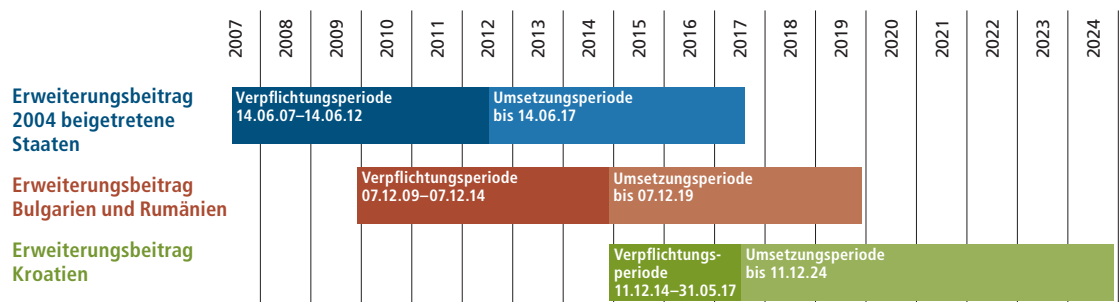 2007 2008 2009 2010 2011 2012 2013 2014 2015 2016 2017 2018 2019 2020 2021 2022 2023 2024
Erweiterungsbeitrag
2004 beigetretene
Staaten
Verpflichtungsperiode
14.06.07–14.06.12
Umsetzungsperiode
bis 14.06.17
Erweiterungsbeitrag
Bulgarien und Rumänien
Verpflichtungsperiode
07.12.09–07.12.14
Umsetzungsperiode
bis 07.12.19
Erweiterungsbeitrag
Kroatien
Verpflichtungs-
periode
11.12.14–31.05.17
Umsetzungsperiode
bis 11.12.24